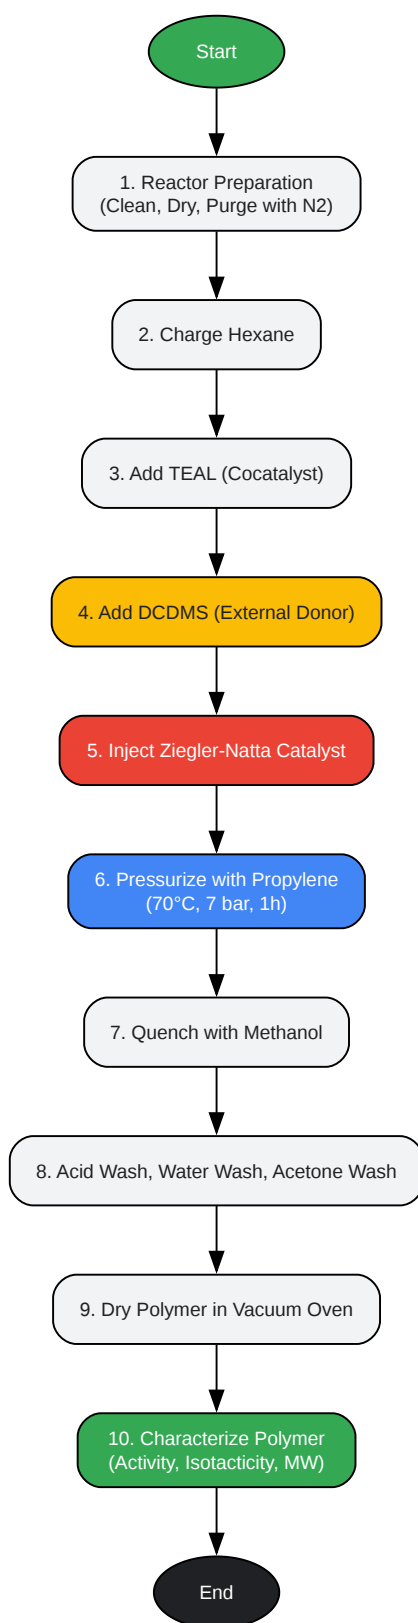 Start
1. Reactor Preparation
(Clean, Dry, Purge with N2)
2. Charge Hexane
3. Add TEAL (Cocatalyst)
4. Add DCDMS (External Donor)
5. Inject Ziegler-Natta Catalyst
6. Pressurize with Propylene
(70°C, 7 bar, 1h)
7. Quench with Methanol
8. Acid Wash, Water Wash, Acetone Wash
9. Dry Polymer in Vacuum Oven
10. Characterize Polymer
(Activity, Isotacticity, MW)
End